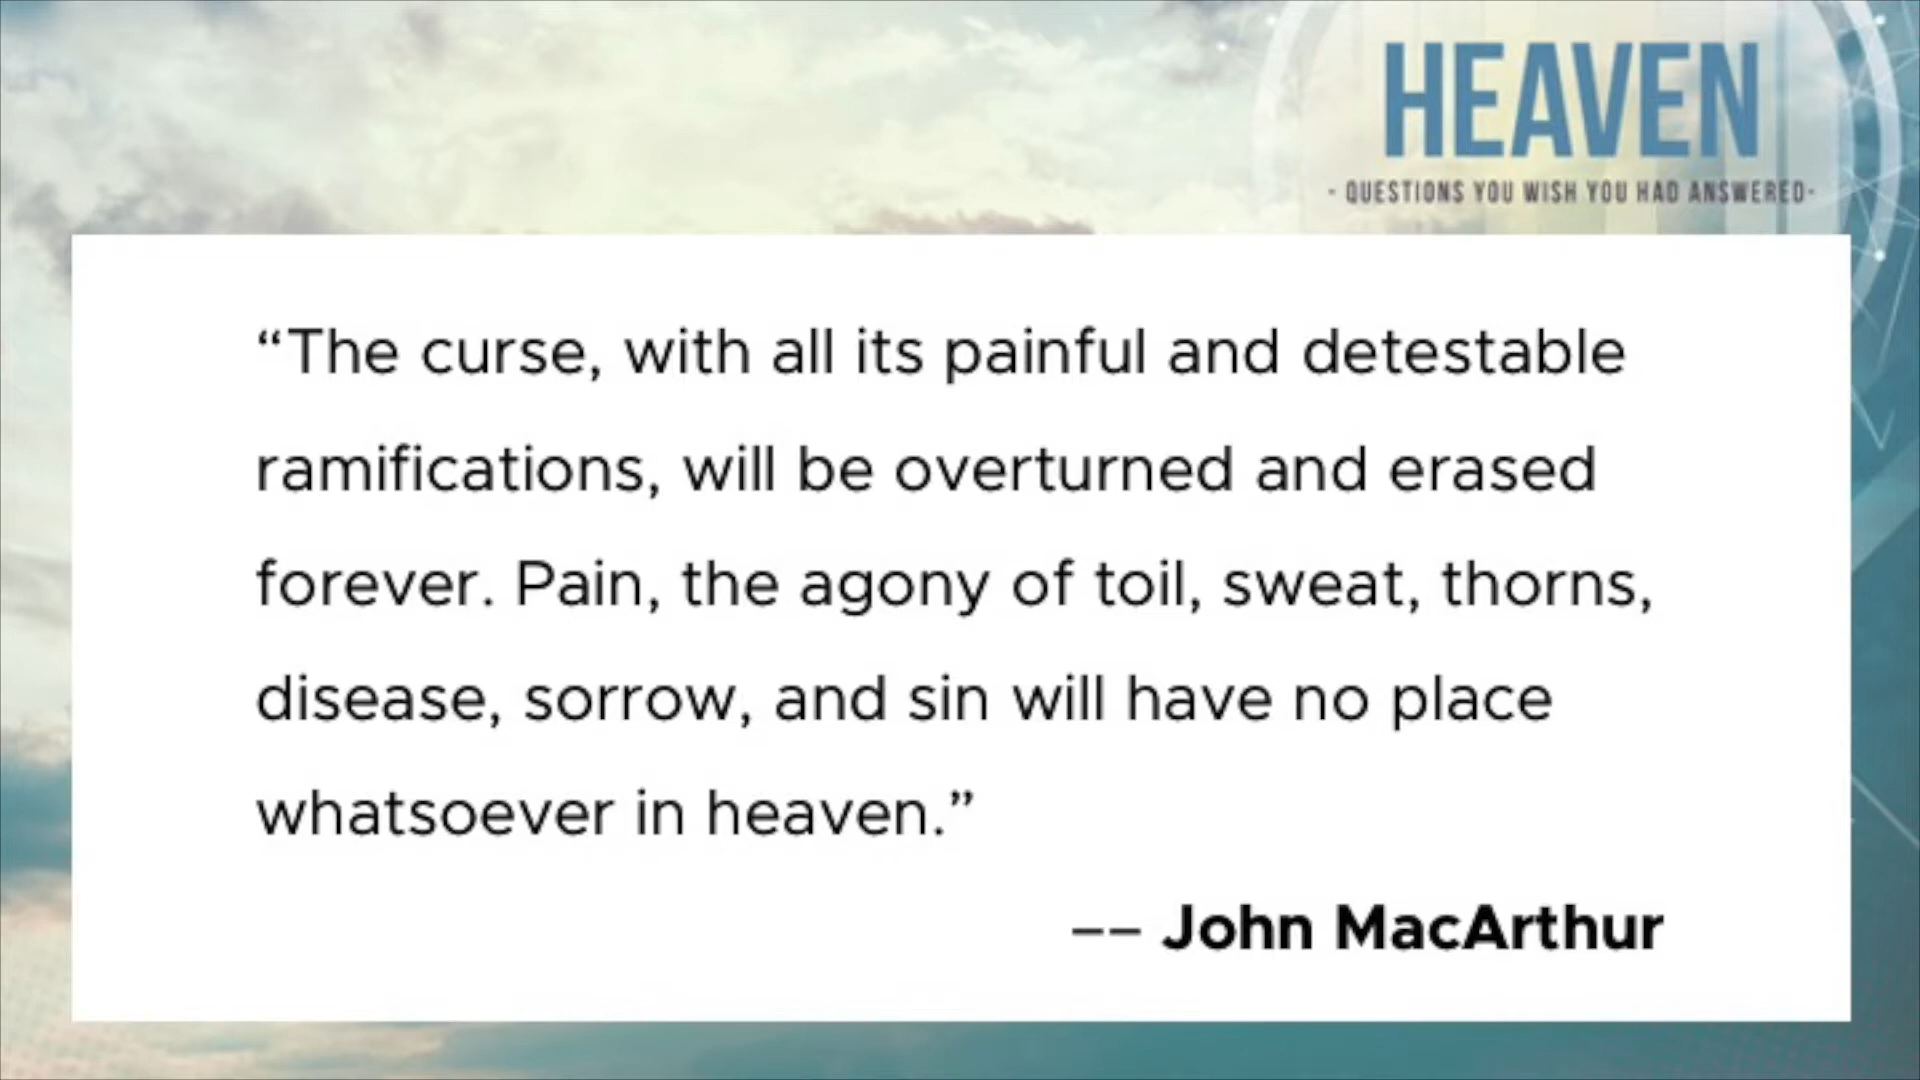 HEAVEN
- QUESTIONS YOU WISH YOU HAD ANSWERED-
“The curse, with all its painful and detestable
ramifications, will be overturned and erased
forever. Pain, the agony of toil, sweat, thorns,
disease, sorrow, and sin will have no place
whatsoever in heaven.”
–– John MacArthur